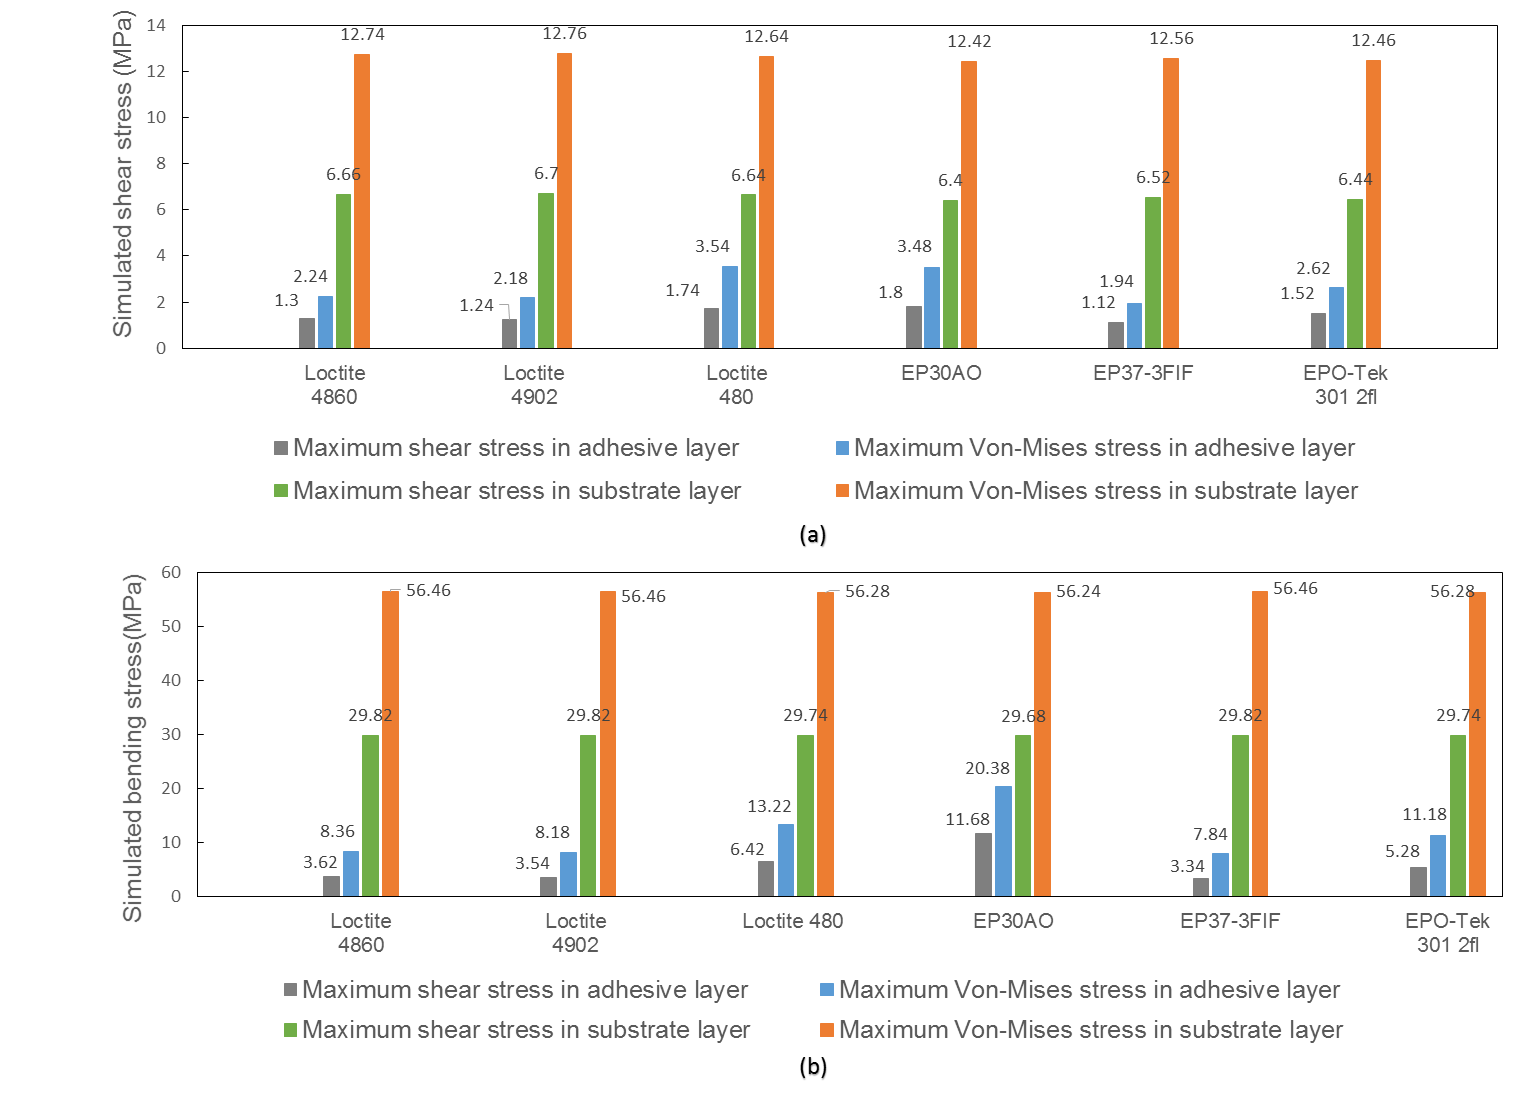 Simulated shear stress (MPa)
14
12
10
8
6
4
2
0
1.3
2.24
6.66
12.74
1.24
2.18
6.7
12.76
1.74
3.54
6.64
12.64
1.8
3.48
6.4
12.42
1.12
1.94
6.52
12.56
1.52
2.62
6.44
12.46
Loctite
4860
Loctite
4902
Loctite
480
EP30AO
EP37-3FIF
EPO-Tek
301 2fl
Maximum shear stress in adhesive layer
Maximum Von-Mises stress in adhesive layer
Maximum shear stress in substrate layer
Maximum Von-Mises stress in substrate layer
(a)
Simulated bending stress(MPa)
60
50
40
30
20
10
0
3.62
8.36
29.82
56.46
3.54
8.18
29.82
56.46
6.42
13.22
29.74
56.28
11.68
20.38
29.68
56.24
3.34
7.84
29.82
56.46
5.28
11.18
29.74
56.28
Loctite
4860
Loctite
4902
Loctite 480
EP30AO
EP37-3FIF
EPO-Tek
301 2fl
Maximum shear stress in adhesive layer
Maximum Von-Mises stress in adhesive layer
Maximum shear stress in substrate layer
Maximum Von-Mises stress in substrate layer
(b)